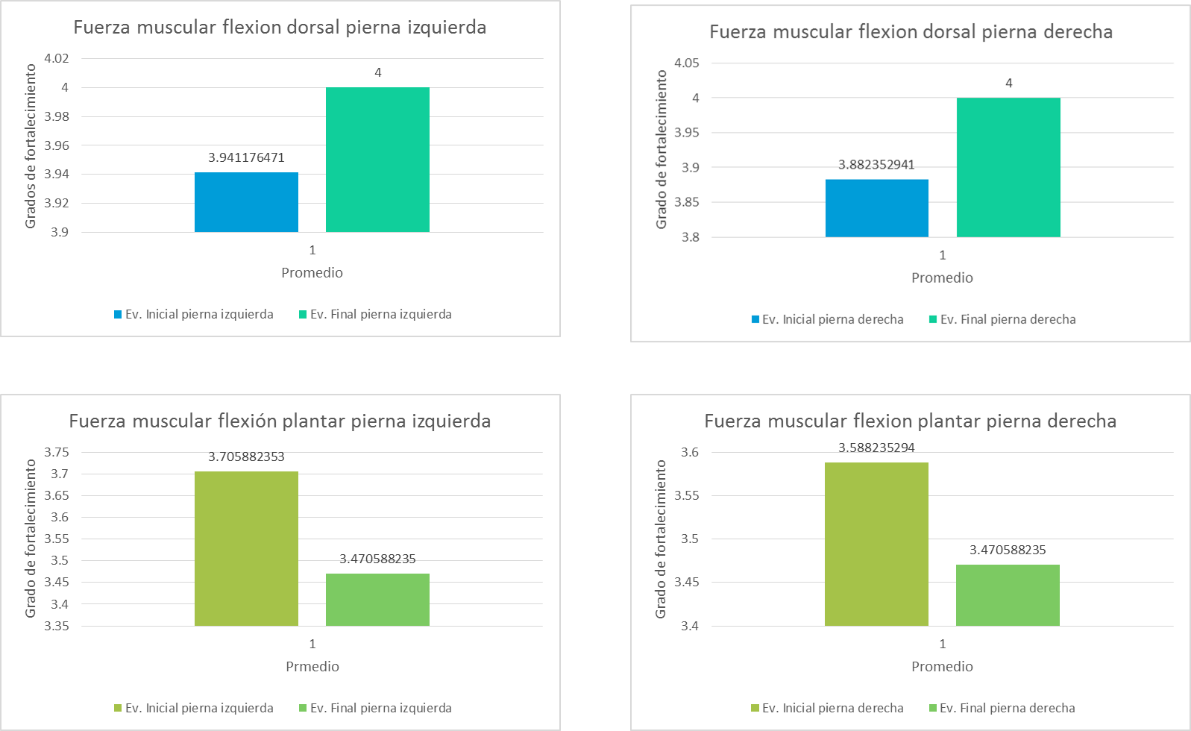 Fuerza muscular flexion dorsal pierna izquierda
Grados de fortalecimiento
4.02
4
3.98
3.96
3.94
3.92
3.9
3.941176471
4
1
Promedio
Ev. Inicial pierna izquierda Ev. Final pierna izquierda
Fuerza muscular flexion dorsal pierna derecha
Grado de fortalecimiento
4.05
4
3.95
3.9
3.85
3.8
3.882352941
4
1
Promedio
Ev. Inicial pierna derecha Ev. Final pierna derecha
Fuerza muscular flexión plantar pierna izquierda
Grado de fortalecimiento
3.75
3.7
3.65
3.6
3.55
3.5
3.45
3.4
3.35
3.705882353
3.470588235
1
Prmedio
Ev. Inicial pierna izquierda Ev. Final pierna izquierda
Fuerza muscular flexion plantar pierna derecha
Grado de fortalecimiento
3.6
3.55
3.5
3.45
3.4
3.588235294
3.470588235
1
Promedio
Ev. Inicial pierna derecha Ev. Final pierna derecha